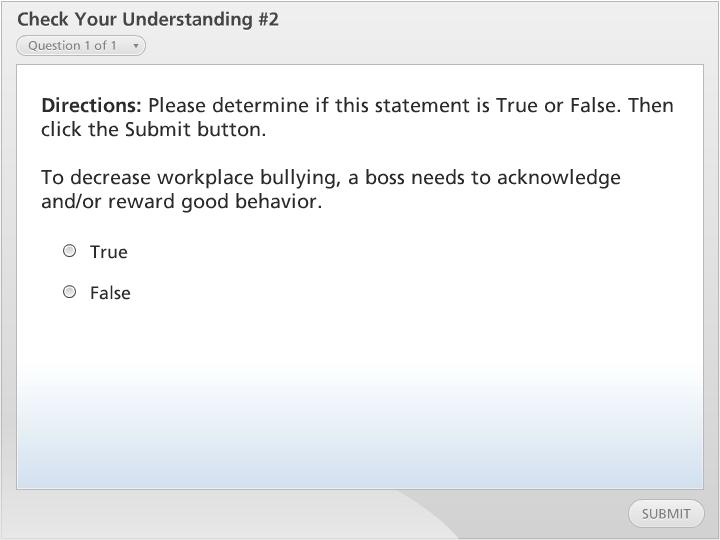 Check Your Understanding #2
Question 1 of 1
Directions: Please determine if this statement is True or False. Then
click the Submit button.
To decrease workplace bullying, a boss needs to acknowledge
and/or reward good behavior.
True
False
SUBMIT